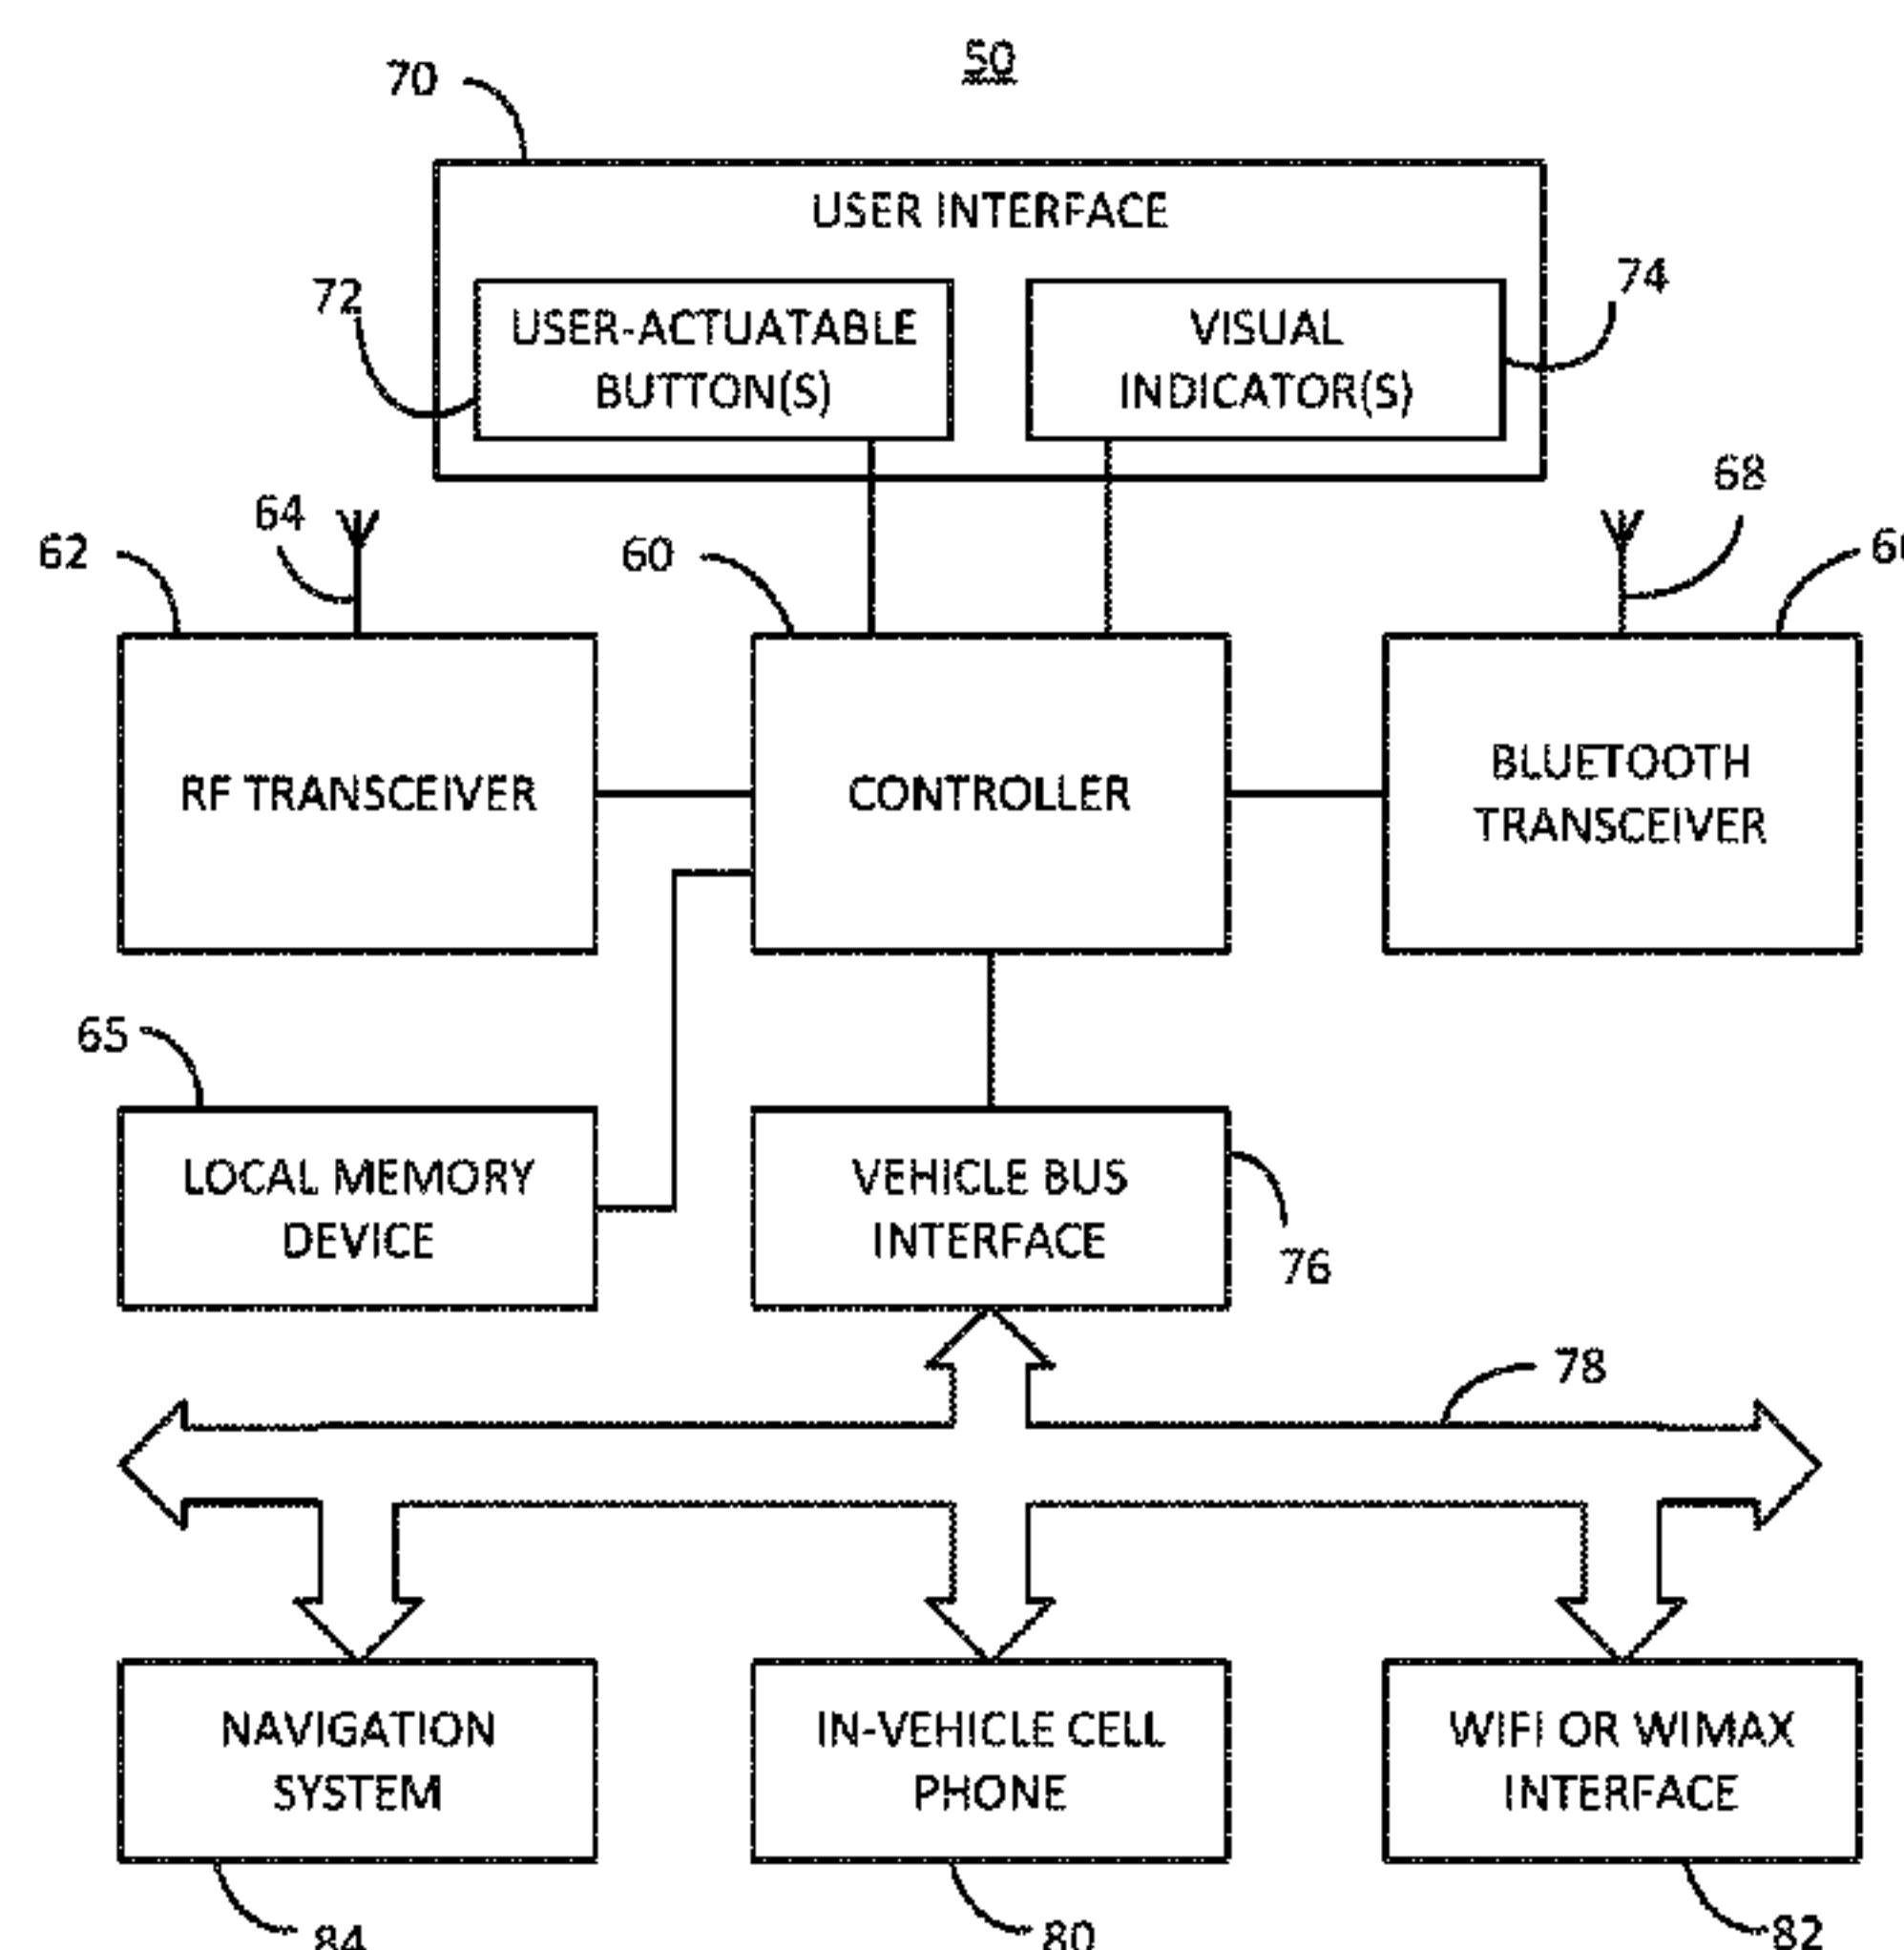 50
70
USER INTERFACE
72
USER-ACTUATABLE
BUTTON(S)
VISUAL
INDICATOR(S)
74
62
64
60
68
RF TRANSCEIVER
CONTROLLER
BLUETOOTH
TRANSCEIVER
65
LOCAL MEMORY
DEVICE
VEHICLE BUS
INTERFACE
76
78
NAVIGATION
SYSTEM
IN-VEHICLE CELL
PHONE
WIFI OR WIMAX
INTERFACE
84
80
82